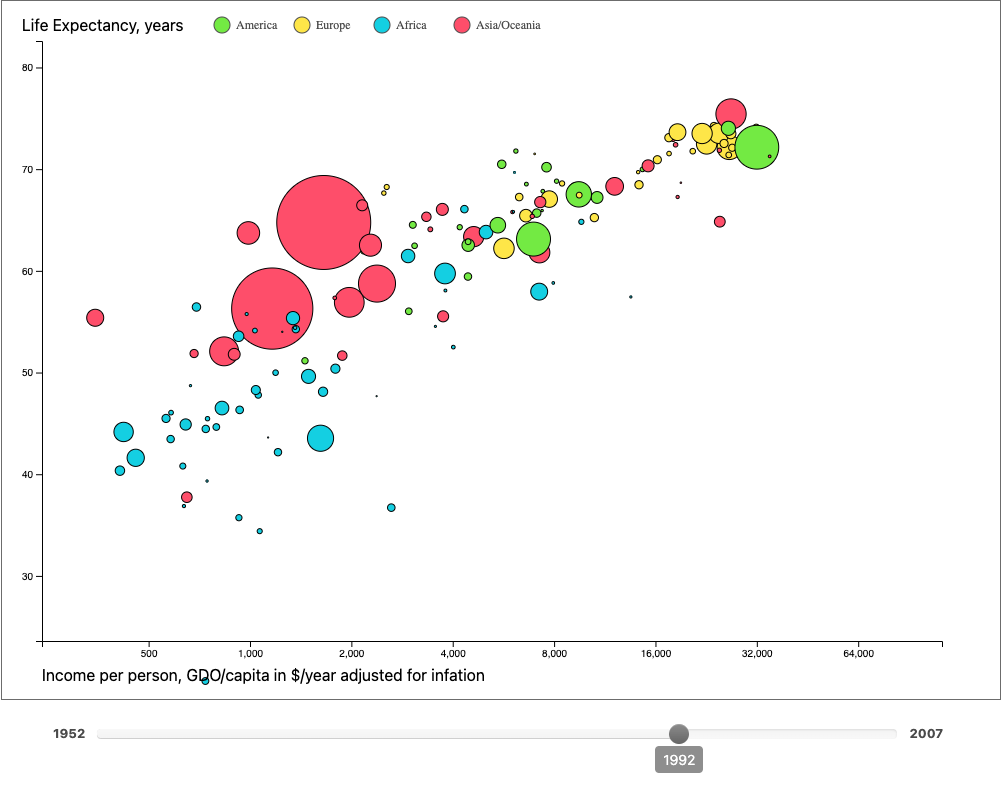 Life Expectancy, years America Europe Africa Asia/Oceania
80
70
60
50
40
30
500 1,000 2,000 4,000 8,000 16,000 32,000 64,000
Income per person, GDO/capita in $/year adjusted for infation
1952 2007
1992